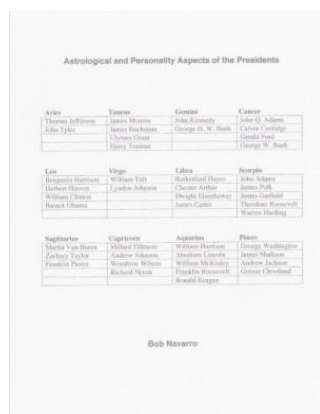 Astrological and Personality Aspects of the Presidents
Aries Taurus Gemini Cancer
Thomas Jefferson James Monroe John Kennedy John Q. Adams
John Tyler James Buchanan George H. W. Bush Calvin Coolidge
Ulysses Grant Gerald Ford
Harry Truman George W. Bush
Leo Virgo Libra Scorpio
Benjamin Harrison William Taft Rutherford Hayes John Adams
Herbert Hoover Lyndon Johnson Chester Arthur James Polk
William Clinton Dwight Eisenhower James Garfield
Barack Obama James Carter Theodore Roosevelt
Warren Harding
Sagittarius Capricorn Aquarius Pisces
Martin Van Buren Millard Fillmore William Harrison George Washington
Zachary Taylor Andrew Johnson Abraham Lincoln James Madison
Franklin Pierce Woodrow Wilson William McKinley Andrew Jackson
Richard Nixon Franklin Roosevelt Grover Cleveland
Ronald Reagan
Bob Navarro